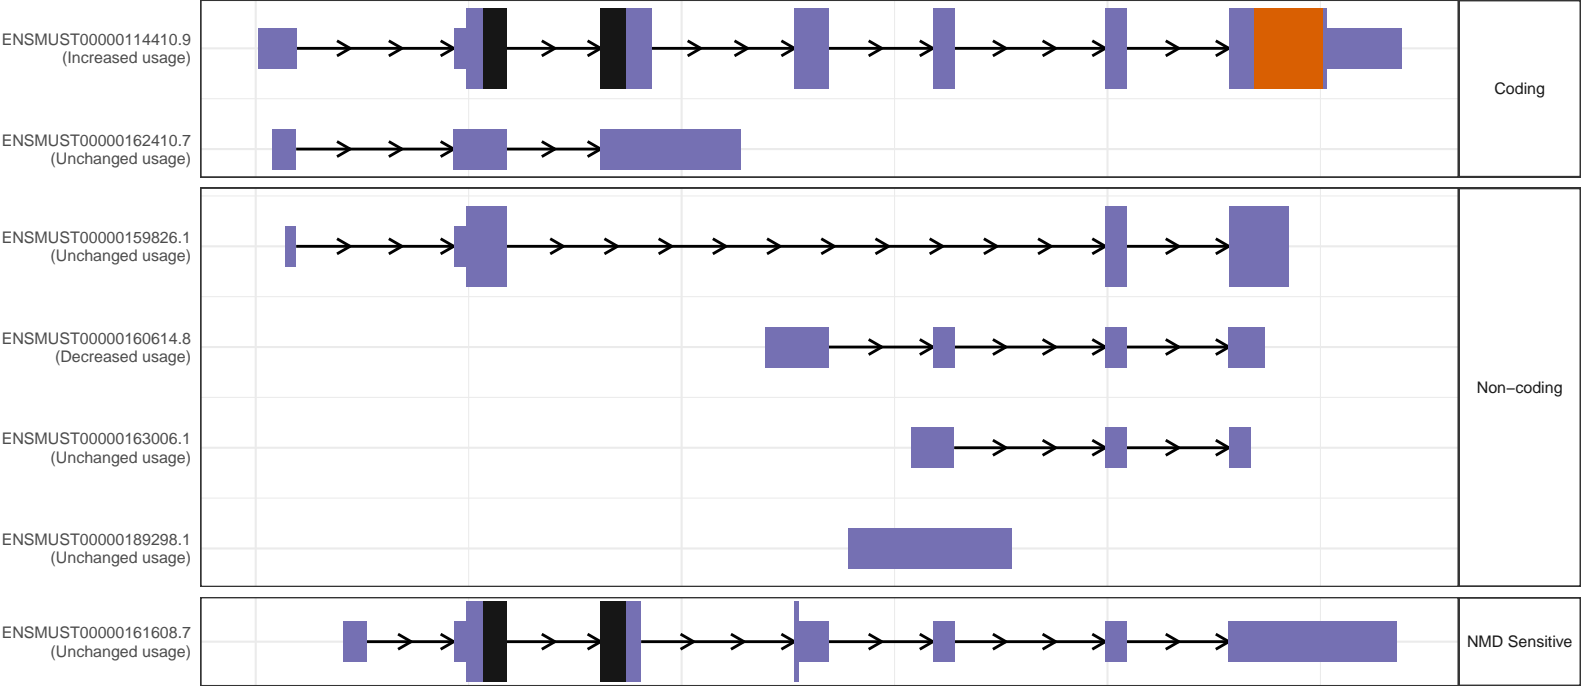 ENSMUST00000114410.9
(Increased usage)
ENSMUST00000162410.7
(Unchanged usage)
Coding
ENSMUST00000159826.1
(Unchanged usage)
ENSMUST00000160614.8
(Decreased usage)
ENSMUST00000163006.1
(Unchanged usage)
ENSMUST00000189298.1
(Unchanged usage)
Non−coding
ENSMUST00000161608.7
(Unchanged usage)
NMD Sensitive